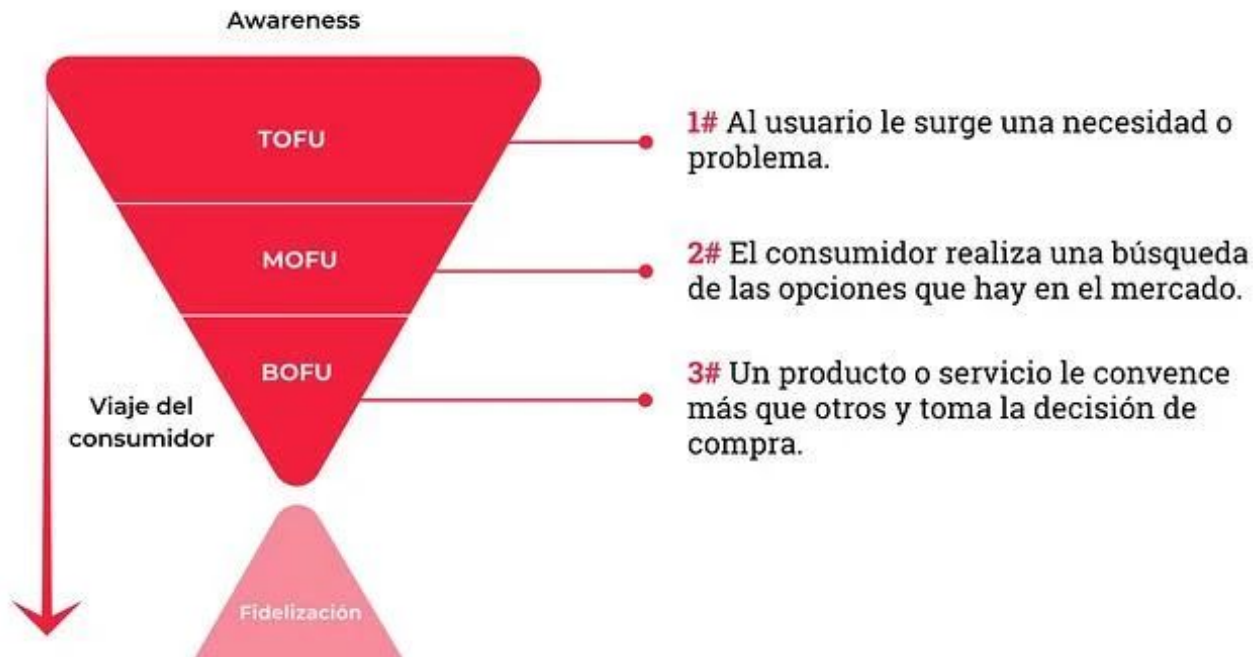 Awareness
TOFU
1# Al usuario le surge una necesidad o
problema.
MOFU
2# El consumidor realiza una búsqueda
de las opciones que hay en el mercado.
BOFU
3# Un producto o servicio le convence
más que otros y toma la decisión de
compra.
Viaje del
consumidor
Fidelización